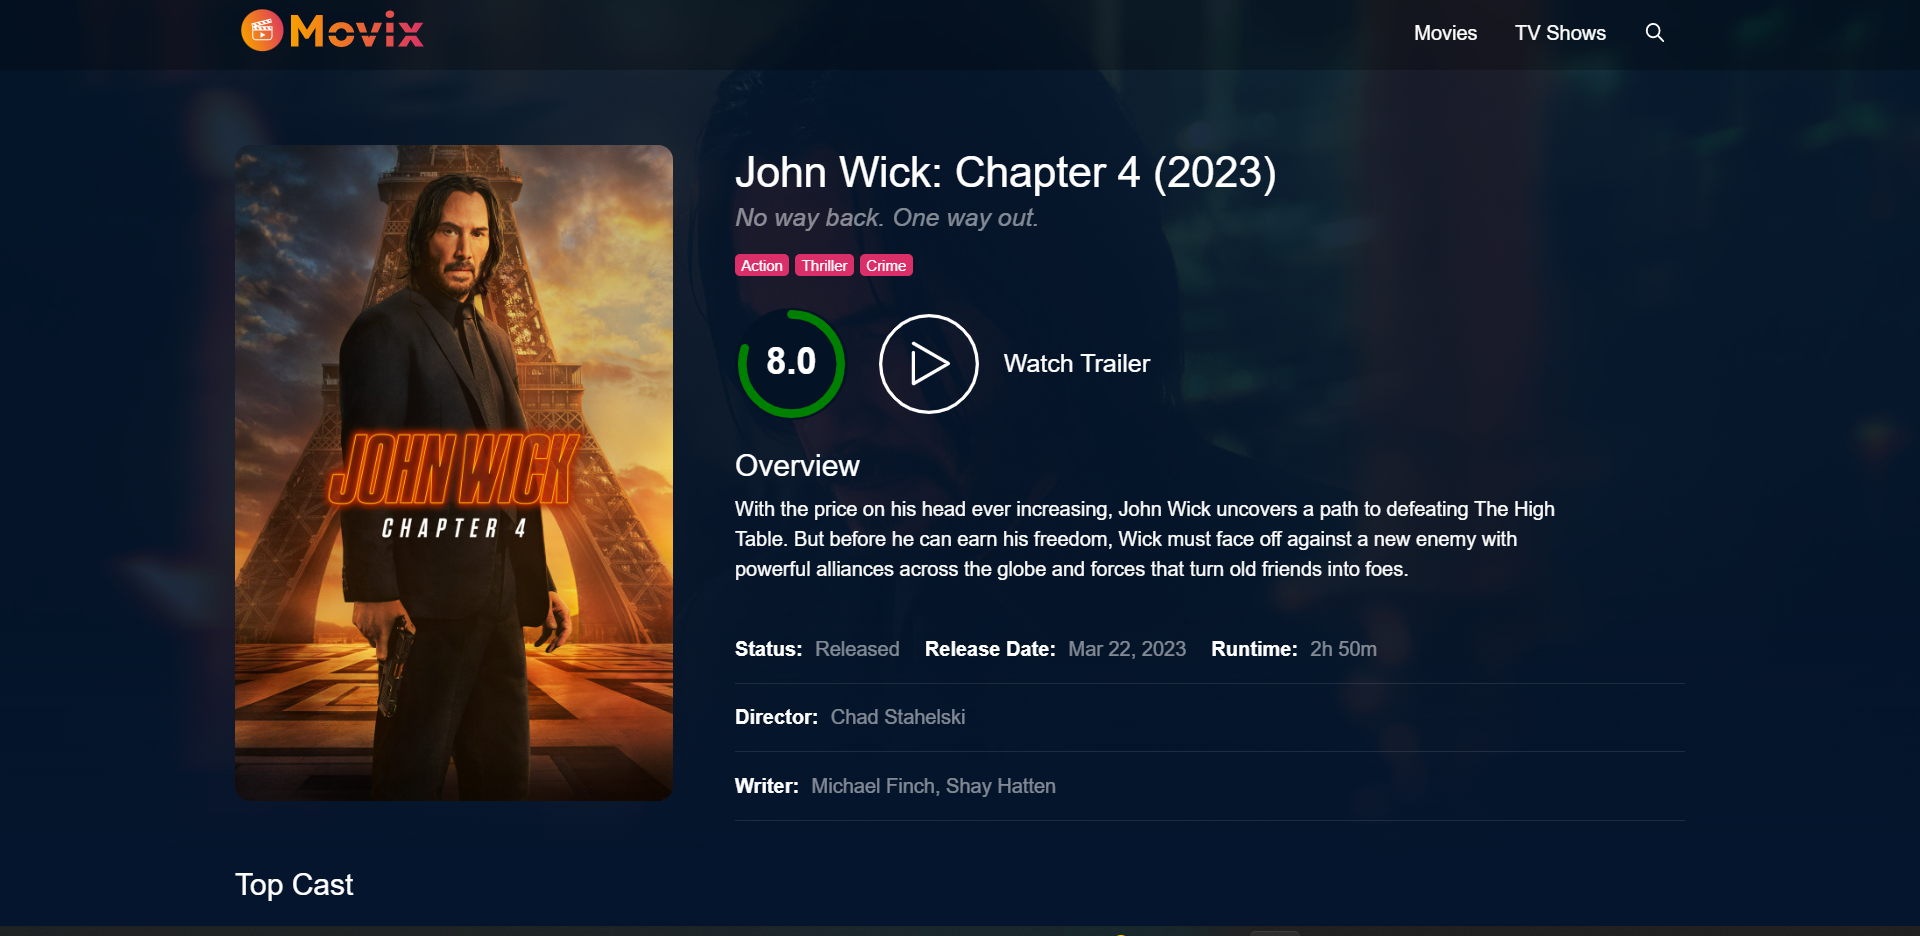 Movix
Movies
TV Shows
John Wick: Chapter 4 (2023)
No way back. One way out.
Action
Thriller
Crime
8.0
Watch Trailer
JOHN WICK
CHAPTER 4
Overview
With the price on his head ever increasing, John Wick uncovers a path to defeating The High
Table. But before he can earn his freedom, Wick must face off against a new enemy with
powerful alliances across the globe and forces that turn old friends into foes.
Status: Released Release Date: Mar 22, 2023 Runtime: 2h 50m
Director: Chad Stahelski
Writer: Michael Finch, Shay Hatten
Top Cast